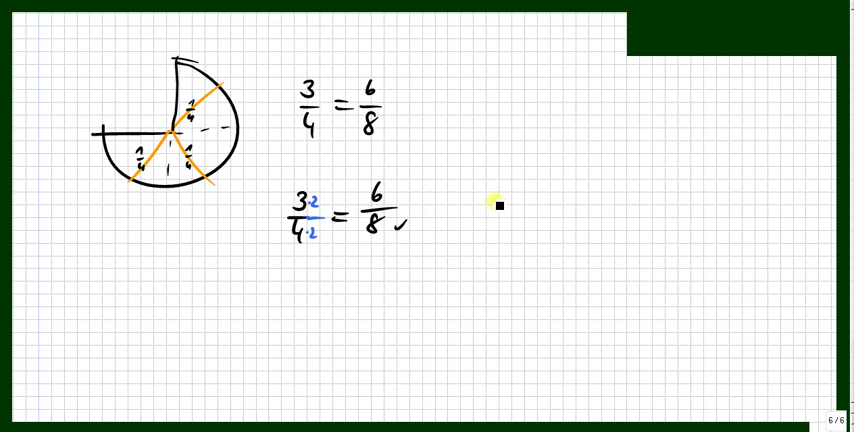 1/4
1/4 1/4
3/4 = 6/8
3·2/4·2 = 6/8 ✓
6/6